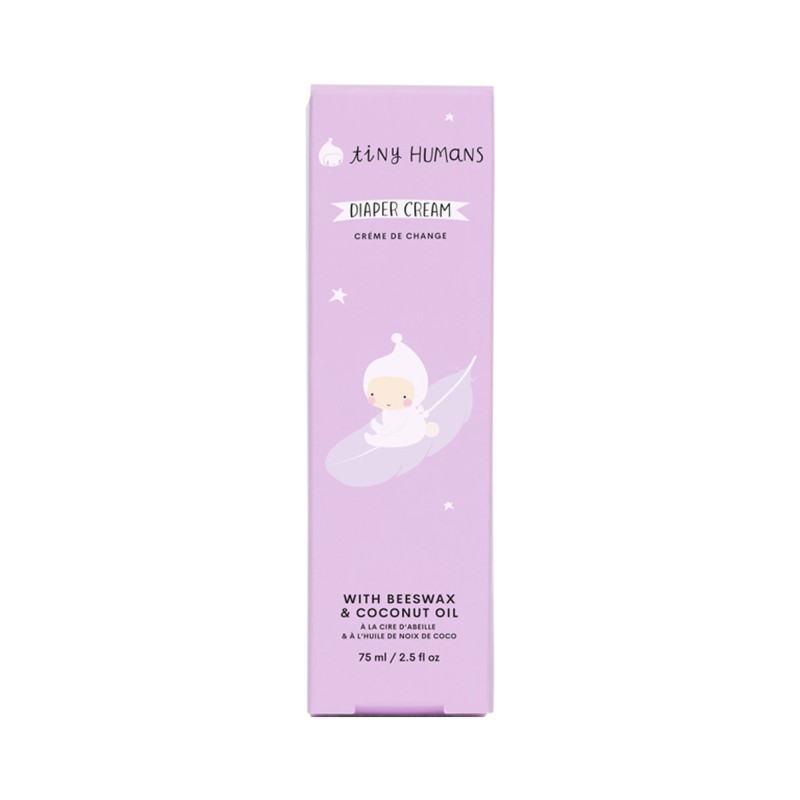 tiny HUMANS
DIAPER CREAM
CRÉME DE CHANGE
WITH BEESWAX
& COCONUT OIL
À LA CIRE D'ABEILLE
& À L'HUILE DE NOIX DE COCO
75 ml / 2.5 fl oz